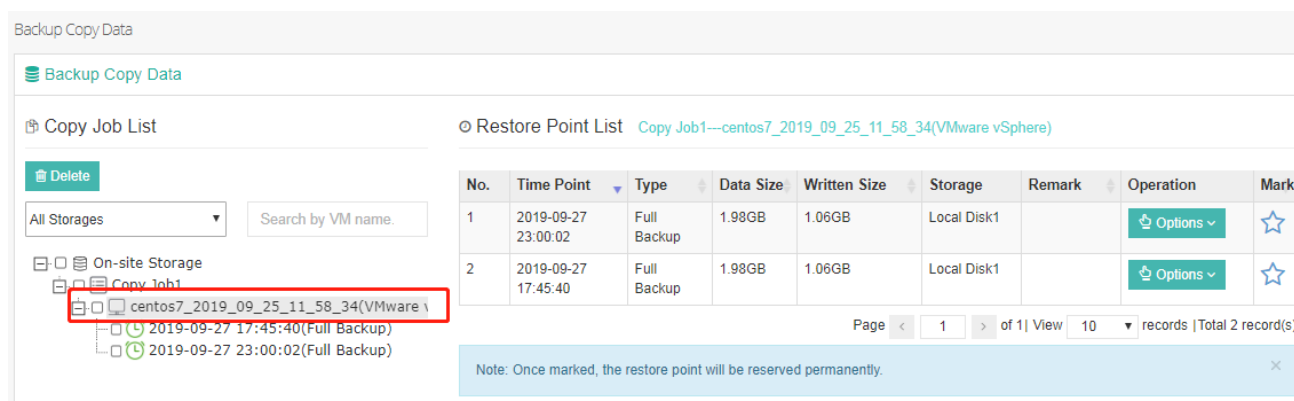 Backup Copy Data
Backup Copy Data
Copy Job List
Delete
All Storages
Search by VM name.
On-site Storage
Copy Job1
centos7_2019_09_25_11_58_34(VMware v
2019-09-27 17:45:40(Full Backup)
2019-09-27 23:00:02(Full Backup)
Restore Point List Copy Job1---centos7_2019_09_25_11_58_34(VMware vSphere)
No. Time Point Type Data Size Written Size Storage Remark Operation Mark
1 2019-09-27 Full 1.98GB 1.06GB Local Disk1 Options
23:00:02 Backup
2 2019-09-27 Full 1.98GB 1.06GB Local Disk1 Options
17:45:40 Backup
Page < 1 > of 1| View 10 records |Total 2 record(s)
Note: Once marked, the restore point will be reserved permanently. ×